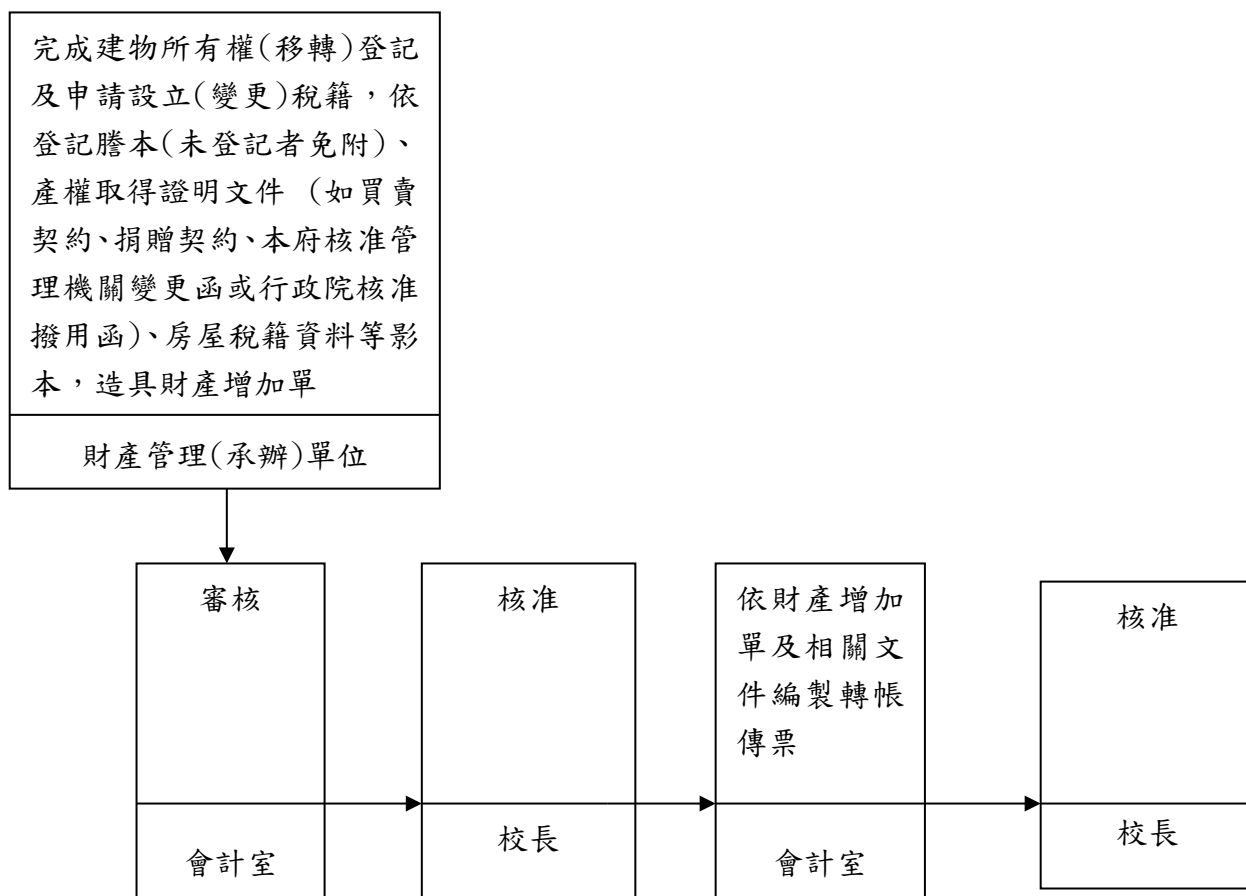 完成建物所有權(移轉)登記
及申請設立(變更)稅籍，依
登記謄本(未登記者免附)、
產權取得證明文件 (如買賣
契約、捐贈契約、本府核准管
理機關變更函或行政院核准
撥用函)、房屋稅籍資料等影
本，造具財產增加單
財產管理(承辦)單位
審核
會計室
核准
校長
依財產增加
單及相關文
件編製轉帳
傳票
會計室
核准
校長